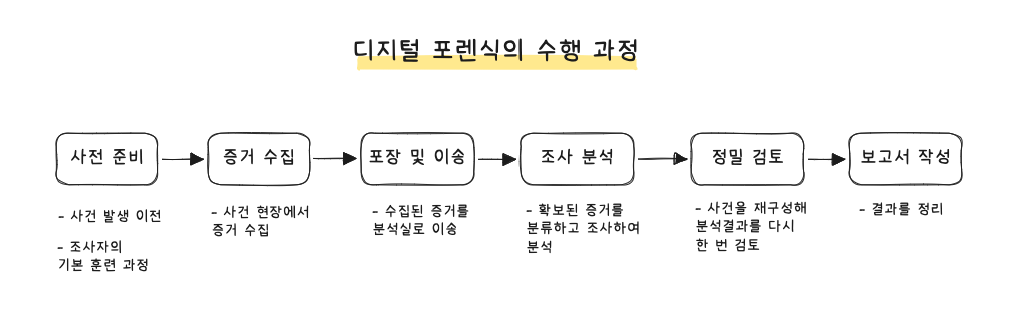 디지털 포렌식의 수행 과정
사전 준비
증거 수집
포장 및 이송
조사 분석
정밀 검토
보고서 작성
- 사건 발생 이전
- 조사자의
기본 훈련 과정
- 사건 현장에서
증거 수집
- 수집된 증거를
분석실로 이송
- 확보된 증거를
분류하고 조사하여
분석
- 사건을 재구성해
분석결과를 다시
한 번 검토
- 결과를 정리